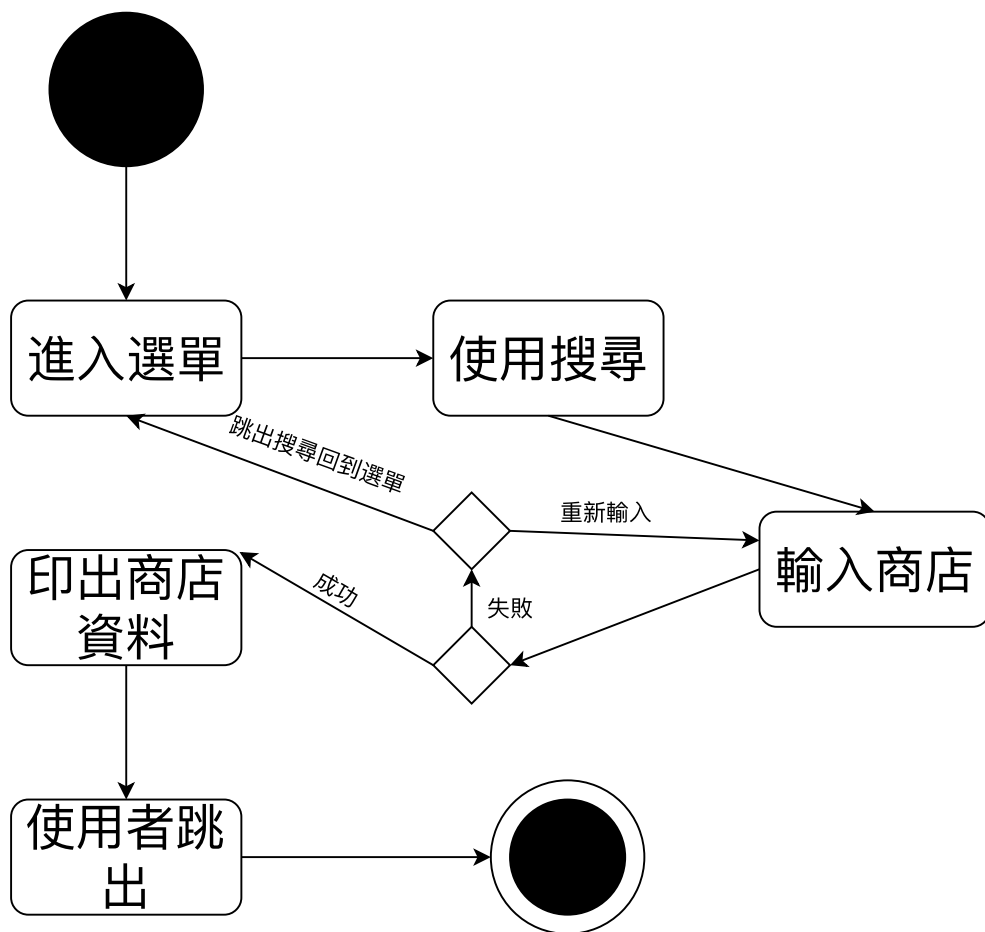 進入選單
使用搜尋
跳出搜尋回到選單
重新輸入
輸入商店
印出商店
資料
成功
失敗
使用者跳
出